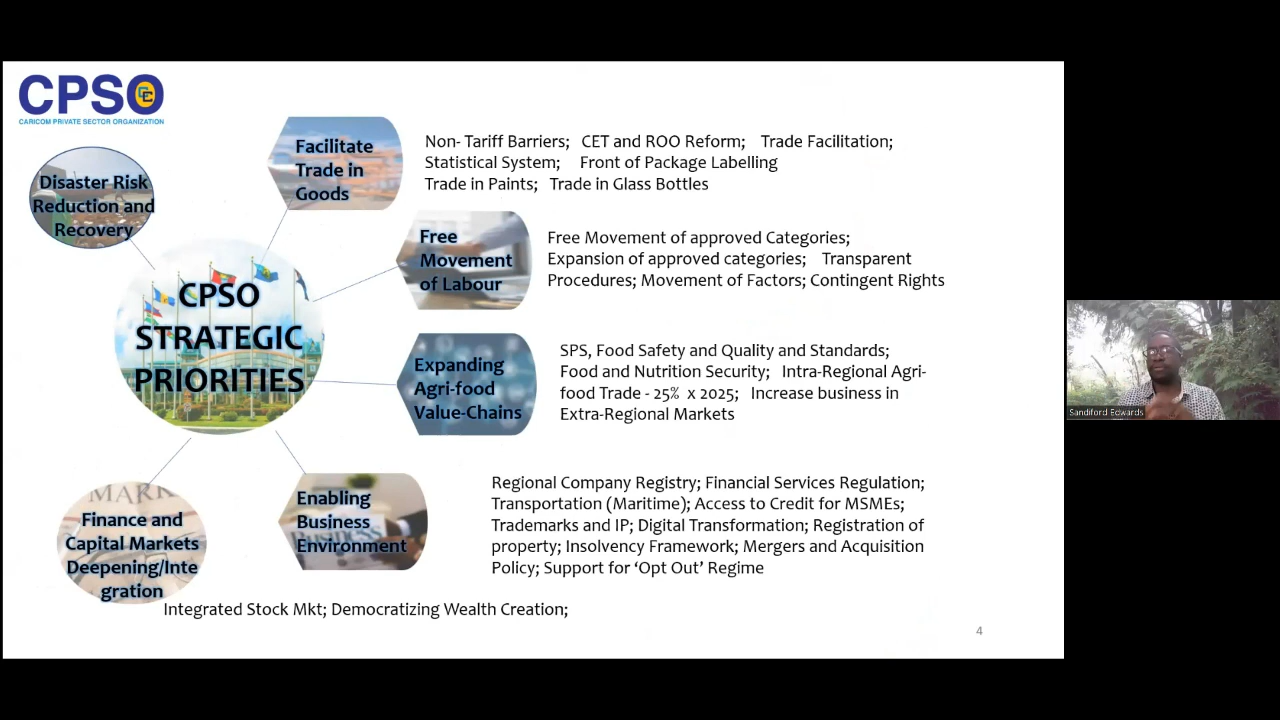 CPSO
CARICOM PRIVATE SECTOR ORGANIZATION
Disaster Risk
Reduction and
Recovery
Facilitate
Trade in
Goods
Non- Tariff Barriers; CET and ROO Reform; Trade Facilitation;
Statistical System; Front of Package Labelling
Trade in Paints; Trade in Glass Bottles
Free
Movement
of Labour
Free Movement of approved Categories;
Expansion of approved categories; Transparent
Procedures; Movement of Factors; Contingent Rights
CPSO
STRATEGIC
PRIORITIES
Expanding
Agri-food
Value-Chains
SPS, Food Safety and Quality and Standards;
Food and Nutrition Security; Intra-Regional Agri-
food Trade - 25% x 2025; Increase business in
Extra-Regional Markets
Sandiford Edwards
Enabling
Business
Environment
Regional Company Registry; Financial Services Regulation;
Transportation (Maritime); Access to Credit for MSMEs;
Trademarks and IP; Digital Transformation; Registration of
property; Insolvency Framework; Mergers and Acquisition
Policy; Support for ‘Opt Out’ Regime
MARK
Finance and
Capital Markets
Deepening/Inte
gration
Integrated Stock Mkt; Democratizing Wealth Creation;
4